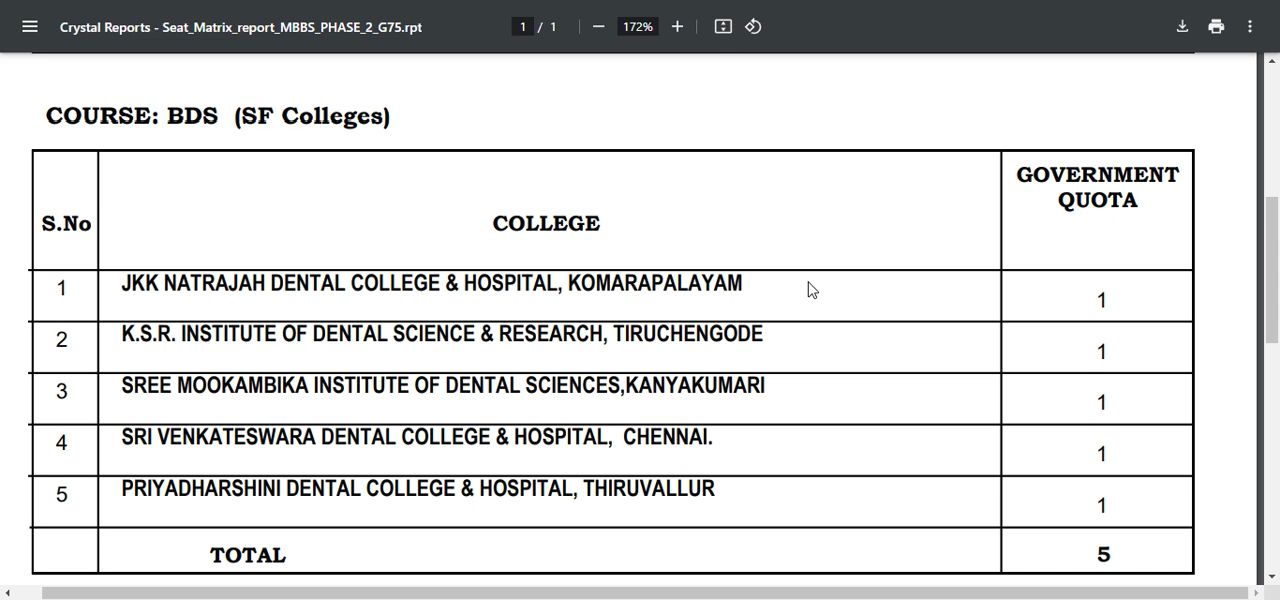 Crystal Reports - Seat_Matrix_report_MBBS_PHASE_2_G75.rpt
1 / 1
172%
COURSE: BDS (SF Colleges)
S.No COLLEGE GOVERNMENT QUOTA
1 JKK NATRAJAH DENTAL COLLEGE & HOSPITAL, KOMARAPALAYAM 1
2 K.S.R. INSTITUTE OF DENTAL SCIENCE & RESEARCH, TIRUCHENGODE 1
3 SREE MOOKAMBIKA INSTITUTE OF DENTAL SCIENCES,KANYAKUMARI 1
4 SRI VENKATESWARA DENTAL COLLEGE & HOSPITAL, CHENNAI. 1
5 PRIYADHARSHINI DENTAL COLLEGE & HOSPITAL, THIRUVALLUR 1
TOTAL 5